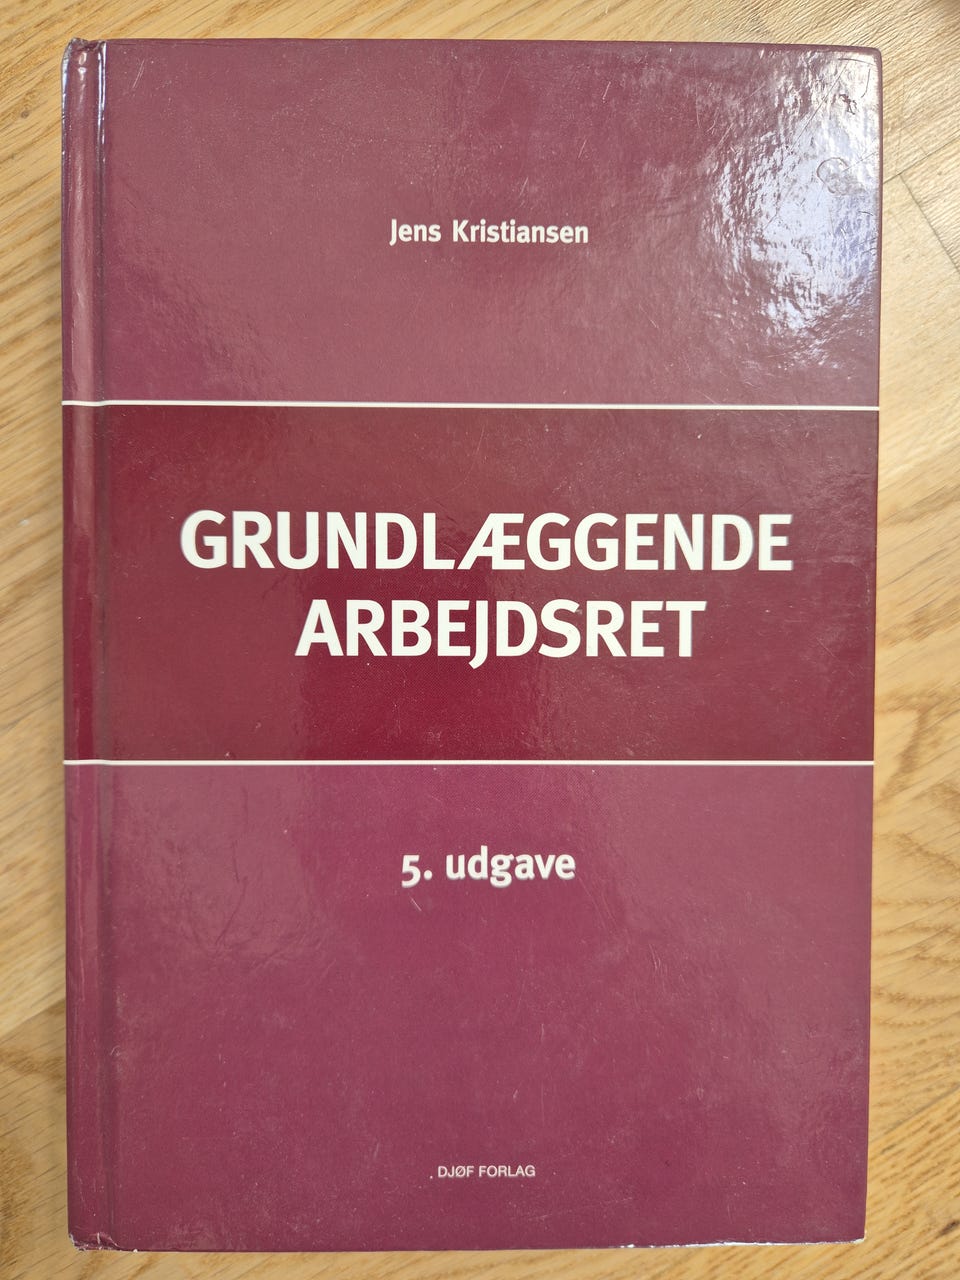 Jens Kristiansen
GRUNDLÆGGENDE
ARBEJDSRET
5. udgave
DJØF FORLAG